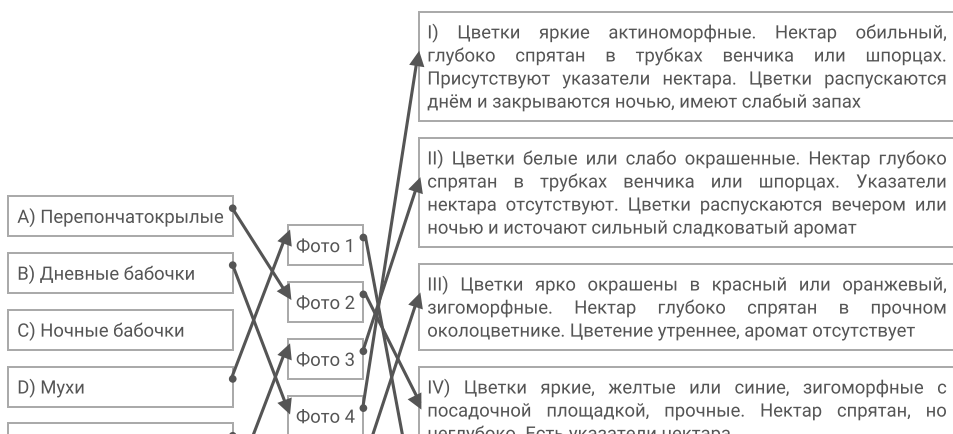 I) Цветки яркие актиноморфные. Нектар обильный,
глубоко спрятан в трубках венчика или шпорцах.
Присутствуют указатели нектара. Цветки распускаются
днём и закрываются ночью, имеют слабый запах
II) Цветки белые или слабо окрашенные. Нектар глубоко
спрятан в трубках венчика или шпорцах. Указатели
нектара отсутствуют. Цветки распускаются вечером или
ночью и источают сильный сладковатый аромат
A) Перепончатокрылые
Фото 1
B) Дневные бабочки
Фото 2
III) Цветки ярко окрашены в красный или оранжевый,
зигоморфные. Нектар глубоко спрятан в прочном
околоцветнике. Цветение утреннее, аромат отсутствует
C) Ночные бабочки
Фото 3
D) Мухи
Фото 4
IV) Цветки яркие, желтые или синие, зигоморфные с
посадочной площадкой, прочные. Нектар спрятан, но
неглубоко. Есть указатели нектара